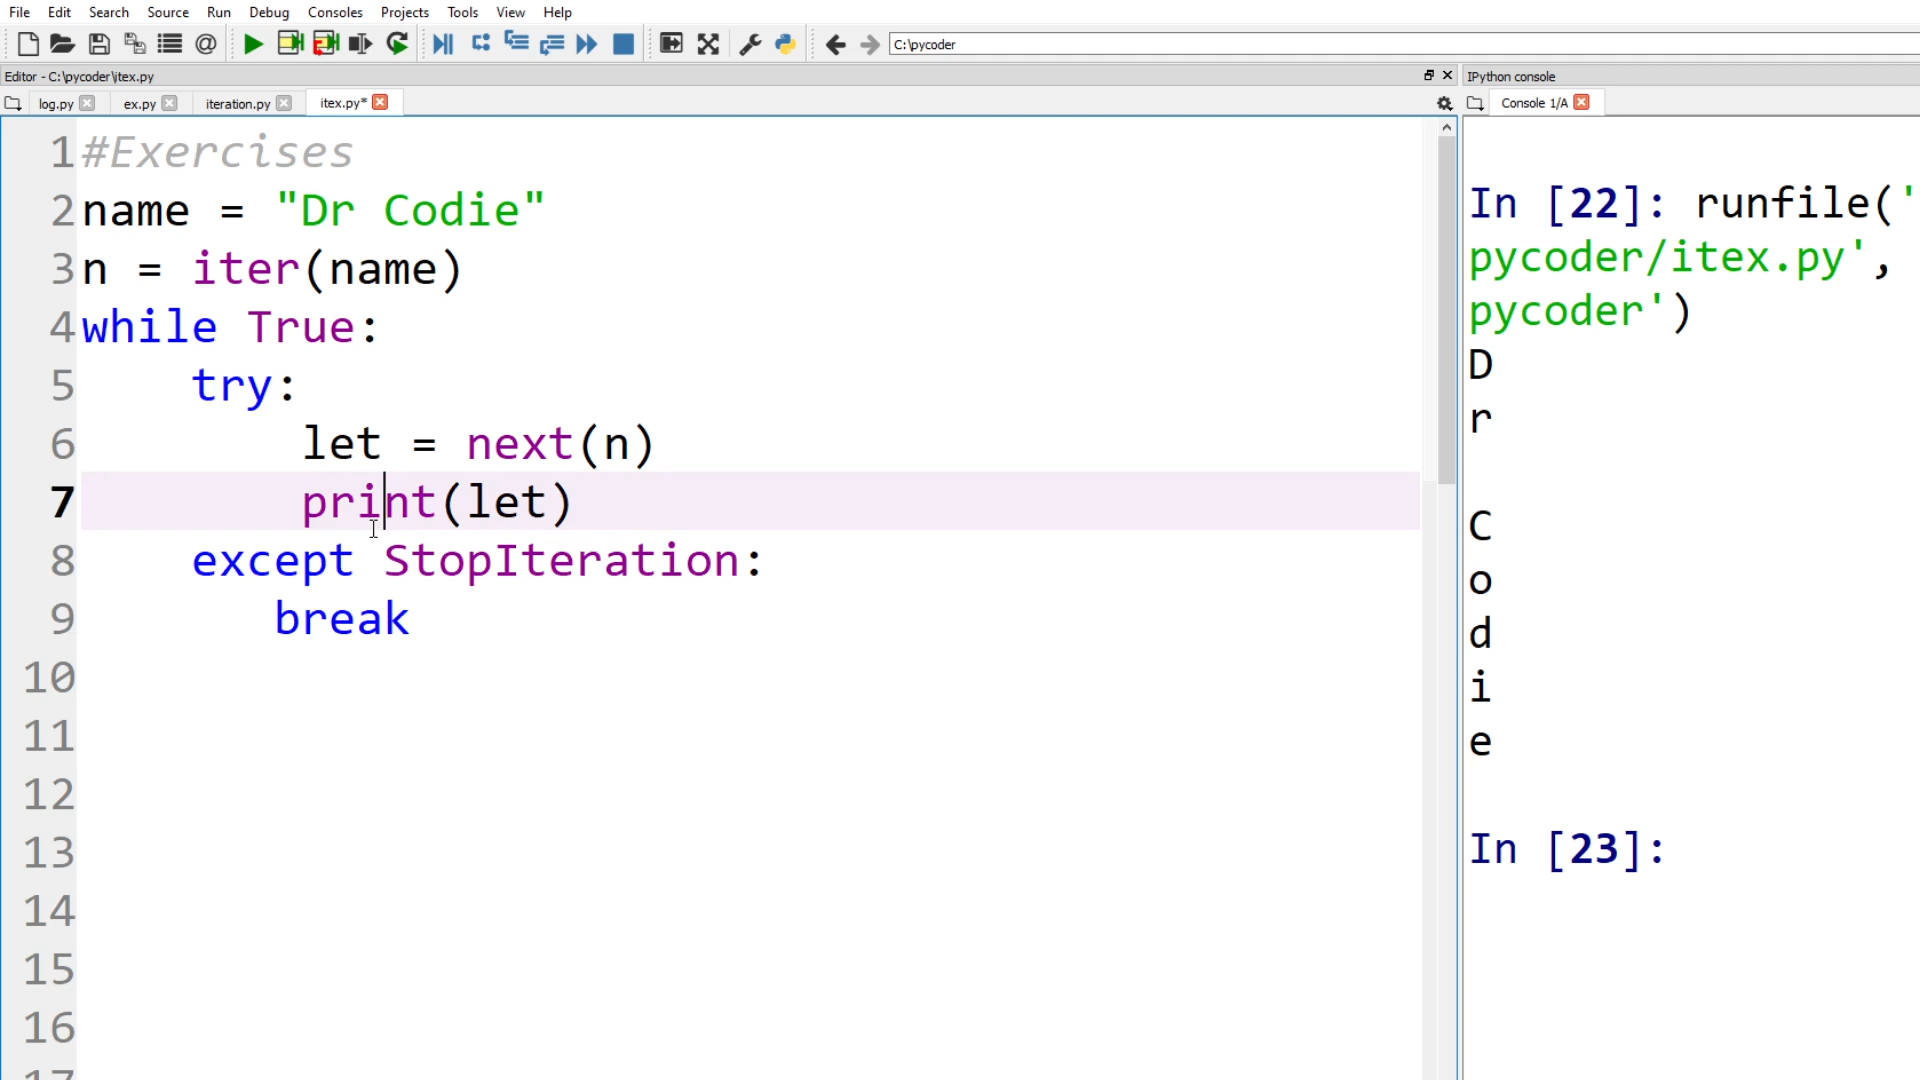 File Edit Search Source Run Debug Consoles Projects Tools View Help
C:\pycoder
Editor - C:\pycoder\itex.py
log.py ex.py iteration.py itex.py*
1 #Exercises
2 name = "Dr Codie"
3 n = iter(name)
4 while True:
5     try:
6         let = next(n)
7         print(let)
8     except StopIteration:
9        break
10
11
12
13
14
15
16
17
IPython console
Console 1/A
In [22]: runfile('
pycoder/itex.py',
pycoder')
D
r
C
o
d
i
e
In [23]: